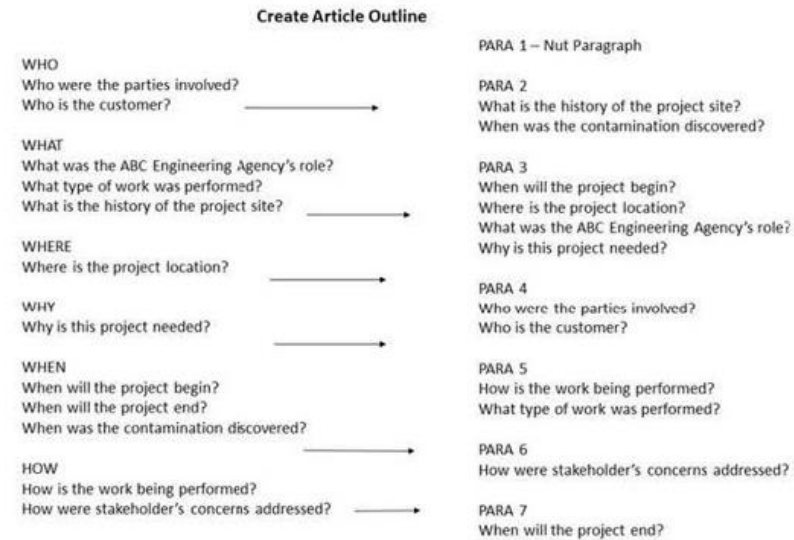 Create Article Outline
WHO
Who were the parties involved?
Who is the customer?
WHAT
What was the ABC Engineering Agency's role?
What type of work was performed?
What is the history of the project site?
WHERE
Where is the project location?
WHY
Why is this project needed?
WHEN
When will the project begin?
When will the project end?
When was the contamination discovered?
HOW
How is the work being performed?
How were stakeholder's concerns addressed?
PARA 1 – Nut Paragraph
PARA 2
What is the history of the project site?
When was the contamination discovered?
PARA 3
When will the project begin?
Where is the project location?
What was the ABC Engineering Agency's role?
Why is this project needed?
PARA 4
Who were the parties involved?
Who is the customer?
PARA 5
How is the work being performed?
What type of work was performed?
PARA 6
How were stakeholder's concerns addressed?
PARA 7
When will the project end?